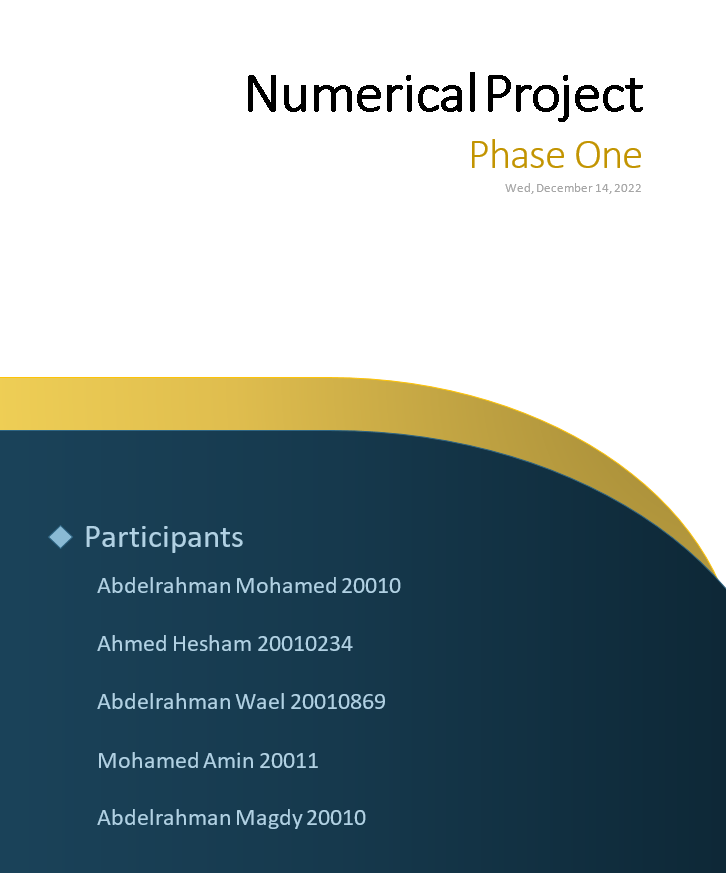 Numerical Project
Phase One
Wed, December 14, 2022
Participants
Abdelrahman Mohamed 20010
Ahmed Hesham 20010234
Abdelrahman Wael 20010869
Mohamed Amin 20011
Abdelrahman Magdy 20010